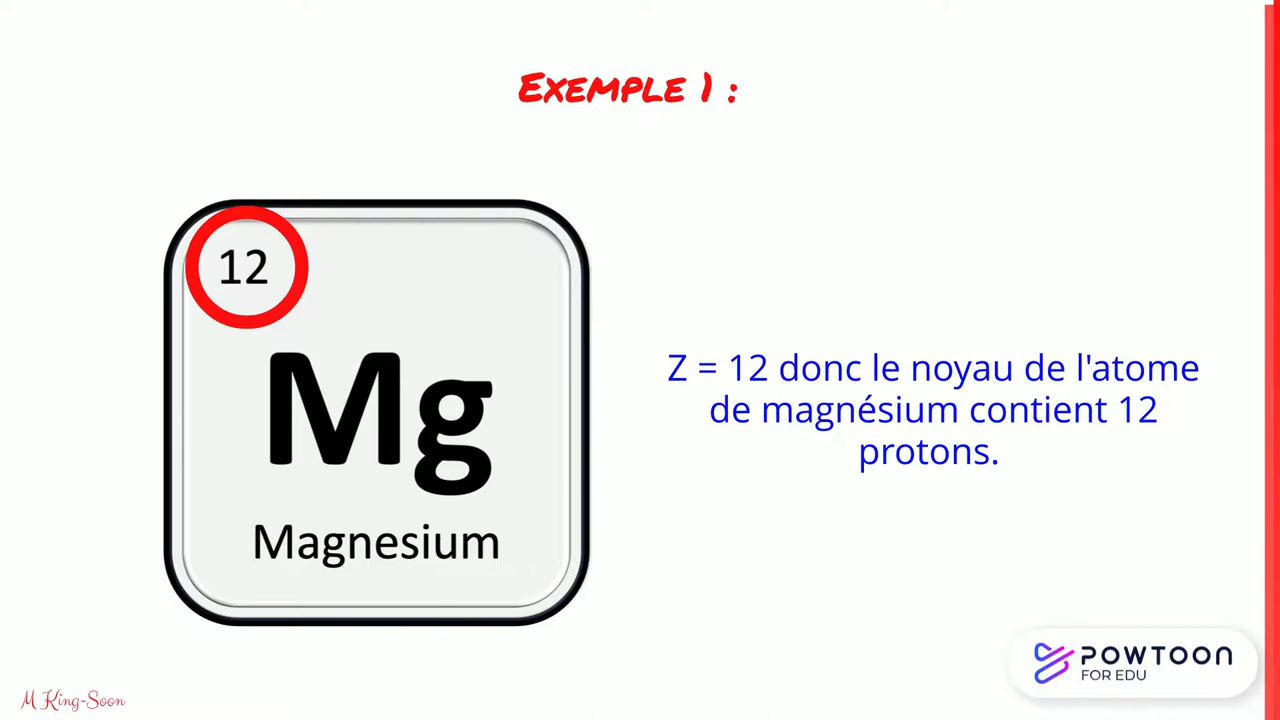 Exemple 1 :
12
Mg
Magnesium
Z = 12 donc le noyau de l'atome
de magnésium contient 12
protons.
POWTOON
FOR EDU
M King-Soon